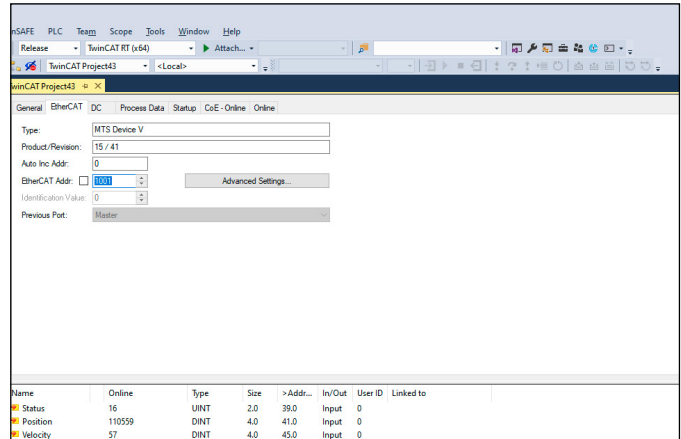 nSAFE PLC Team Scope Tools Window Help
Release TwinCAT RT (x64) Attach...
TwinCAT Project43 <Local>
winCAT Project43
General EtherCAT DC Process Data Startup CoE - Online Online
Type: MTS Device V
Product/Revision: 15 / 41
Auto Inc Addr: 0
EtherCAT Addr: 1001 Advanced Settings...
Identification Value: 0
Previous Port: Master
Name Online Type Size >Addr... In/Out User ID Linked to
Status 16 UINT 2.0 39.0 Input 0
Position 110559 DINT 4.0 41.0 Input 0
Velocity 57 DINT 4.0 45.0 Input 0